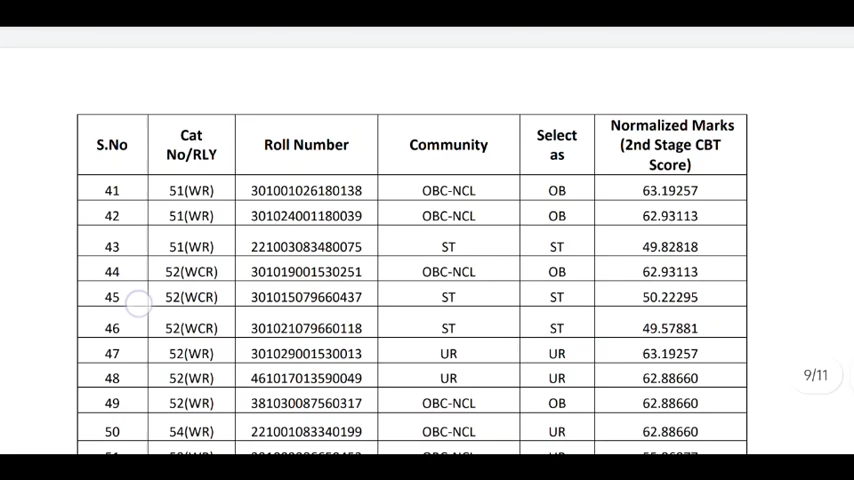 S.No Cat No/RLY Roll Number Community Select as Normalized Marks (2nd Stage CBT Score)
41 51(WR) 301001026180138 OBC-NCL OB 63.19257
42 51(WR) 301024001180039 OBC-NCL OB 62.93113
43 51(WR) 221003083480075 ST ST 49.82818
44 52(WCR) 301019001530251 OBC-NCL OB 62.93113
45 52(WCR) 301015079660437 ST ST 50.22295
46 52(WCR) 301021079660118 ST ST 49.57881
47 52(WR) 301029001530013 UR UR 63.19257
48 52(WR) 461017013590049 UR UR 62.88660
49 52(WR) 381030087560317 OBC-NCL OB 62.88660
50 54(WR) 221001083340199 OBC-NCL UR 62.88660
9/11